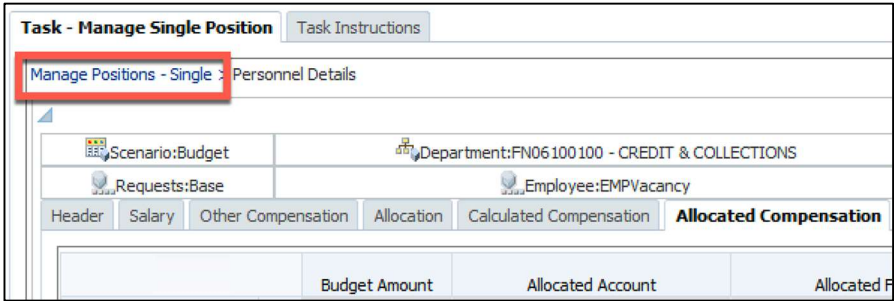 Task - Manage Single Position Task Instructions
Manage Positions - Single > Personnel Details
Scenario:Budget Department:FN06100100 - CREDIT & COLLECTIONS
Requests:Base Employee:EMPVacancy
Header Salary Other Compensation Allocation Calculated Compensation Allocated Compensation
Budget Amount Allocated Account Allocated F